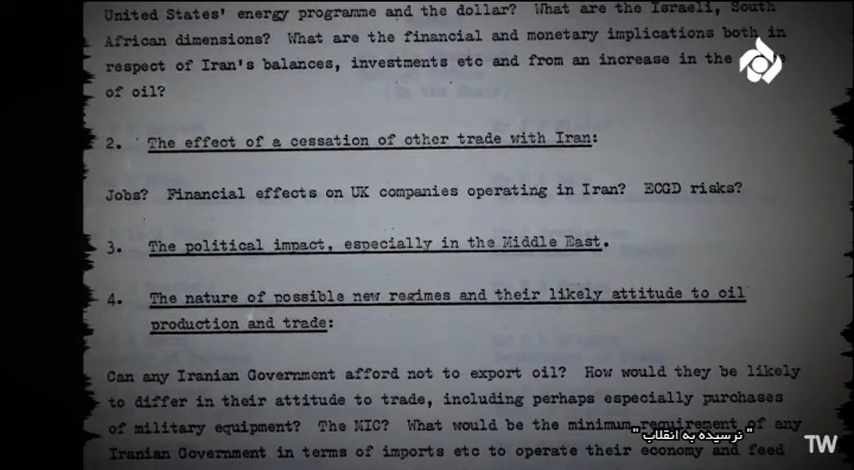 United States' energy programme and the dollar? What are the Israeli, South
African dimensions? What are the financial and monetary implications both in
respect of Iran's balances, investments etc and from an increase in the
of oil?
2. The effect of a cessation of other trade with Iran:
Jobs? Financial effects on UK companies operating in Iran? ECGD risks?
3. The political impact, especially in the Middle East.
4. The nature of possible new regimes and their likely attitude to oil
production and trade:
Can any Iranian Government afford not to export oil? How would they be likely
to differ in their attitude to trade, including perhaps especially purchases
of military equipment? The MIC? What would be the minimum requirement of any
"نرسیده به انقلاب"
Iranian Government in terms of imports etc to operate their economy and feed
TW